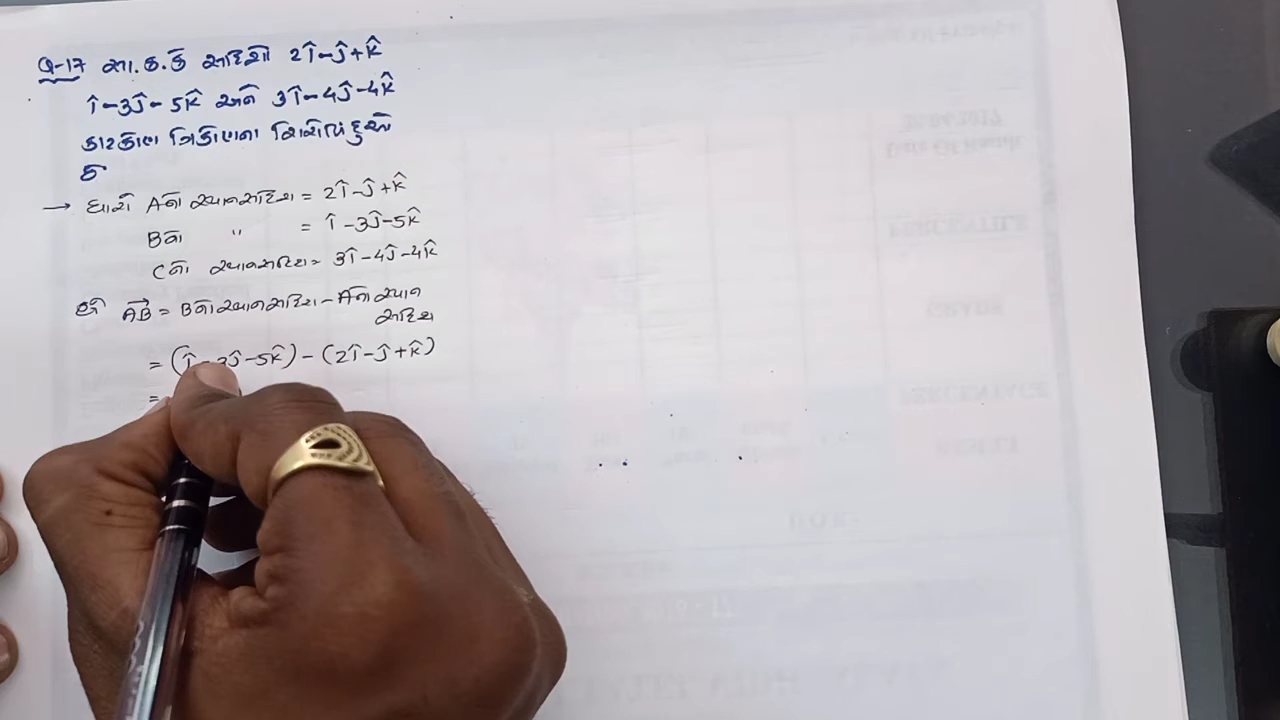 Q-17 સા.ક.કે સદિશો 2î-ĵ+k̂
î-3ĵ-5k̂ અને 3î-4ĵ-4k̂
કાટકોણ ત્રિકોણના શિરોબિંદુઓ
છે
→ ધારો Aનો સ્થાનસદિશ = 2î-ĵ+k̂
Bનો " = î-3ĵ-5k̂
Cનો સ્થાનસદિશ = 3î-4ĵ-4k̂
હવે AB⃗ = Bનો સ્થાનસદિશ - Aનો સ્થાન
સદિશ
= (î-3ĵ-5k̂) - (2î-ĵ+k̂)
=